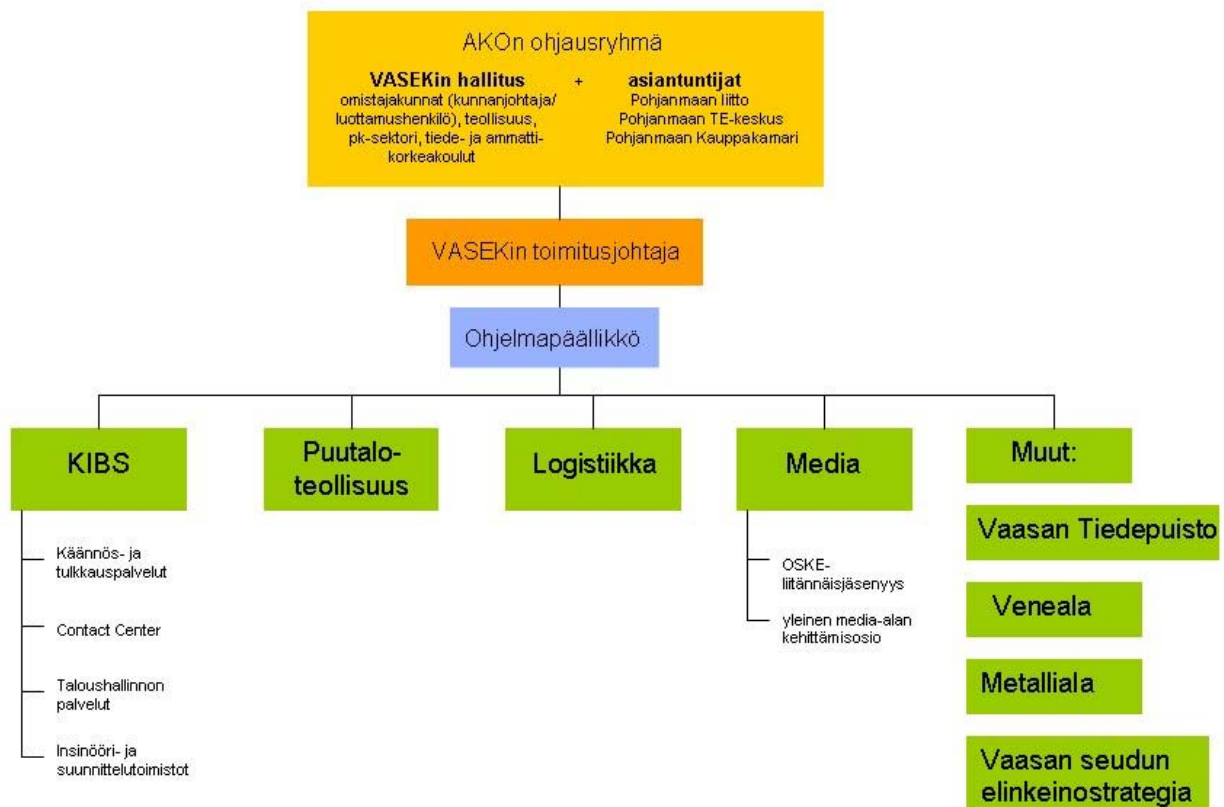 AKOn ohjausryhmä
VASEKin hallitus + asiantuntijat
omistajakunnat (kunnanjohtaja/
luottamushenkilö), teollisuus,
pk-sektori, tiede- ja ammatti-
korkeakoulut
Pohjanmaan liitto
Pohjanmaan TE-keskus
Pohjanmaan Kauppakamari
VASEKin toimitusjohtaja
Ohjelmapäällikkö
KIBS
Käännös- ja
tulkkauspalvelut
Contact Center
Taloushallinnon
palvelut
Insinööri- ja
suunnittelutoimistot
Puutalo-
teollisuus
Logistiikka
Media
OSKE-
liitännäisjäsenyys
yleinen media-alan
kehittämisosio
Muut:
Vaasan Tiedepuisto
Veneala
Metalliala
Vaasan seudun
elinkeinostrategia